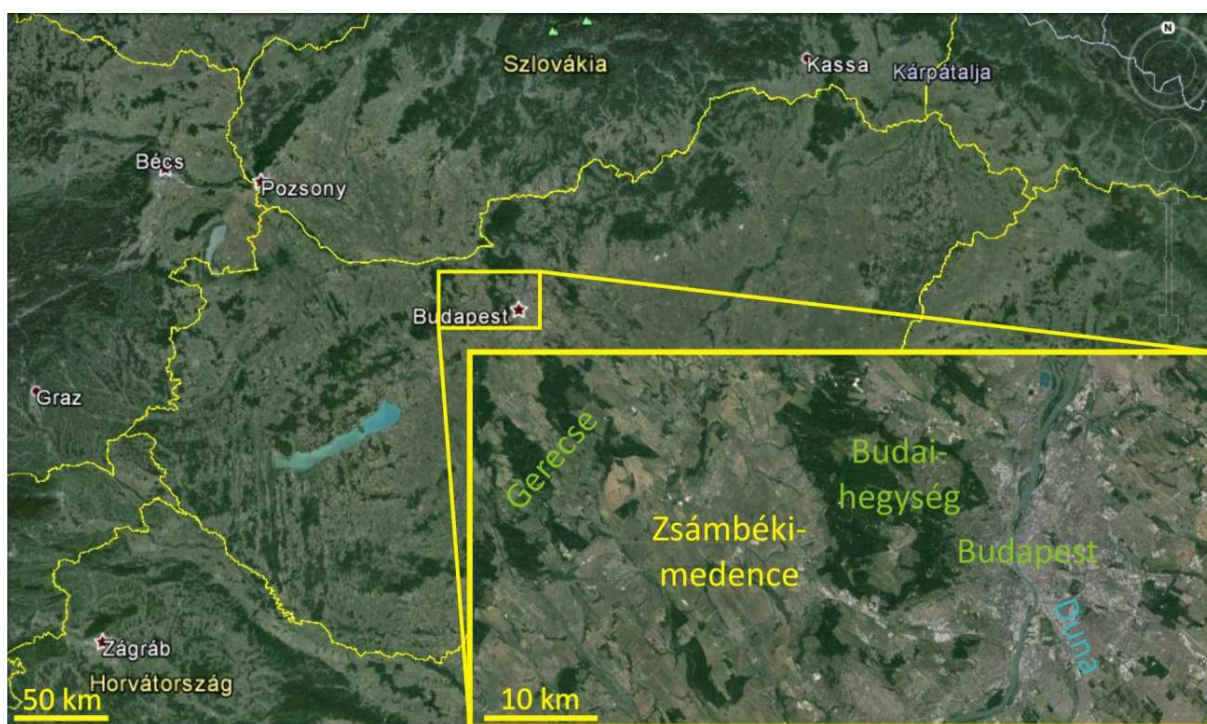 N
Szlovákia
Kassa
Kárpátalja
Bécs
Pozsony
Budapest
Graz
Zágráb
Horvátország
50 km
Gerecse
Budai-
hegység
Zsámbéki-
medence
Budapest
Duna
10 km